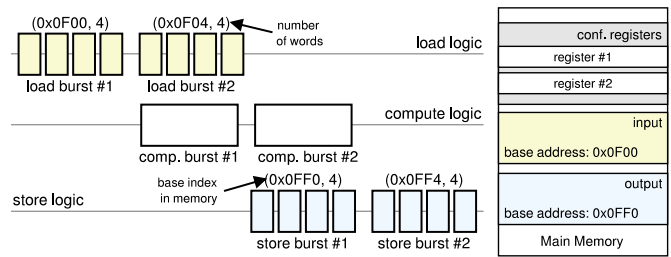 (0x0F00, 4)
(0x0F04, 4)
number
of words
load logic
load burst #1
load burst #2
compute logic
comp. burst #1
comp. burst #2
base index
in memory
(0x0FF0, 4)
(0x0FF4, 4)
store logic
store burst #1
store burst #2
conf. registers
register #1
register #2
input
base address: 0x0F00
output
base address: 0x0FF0
Main Memory